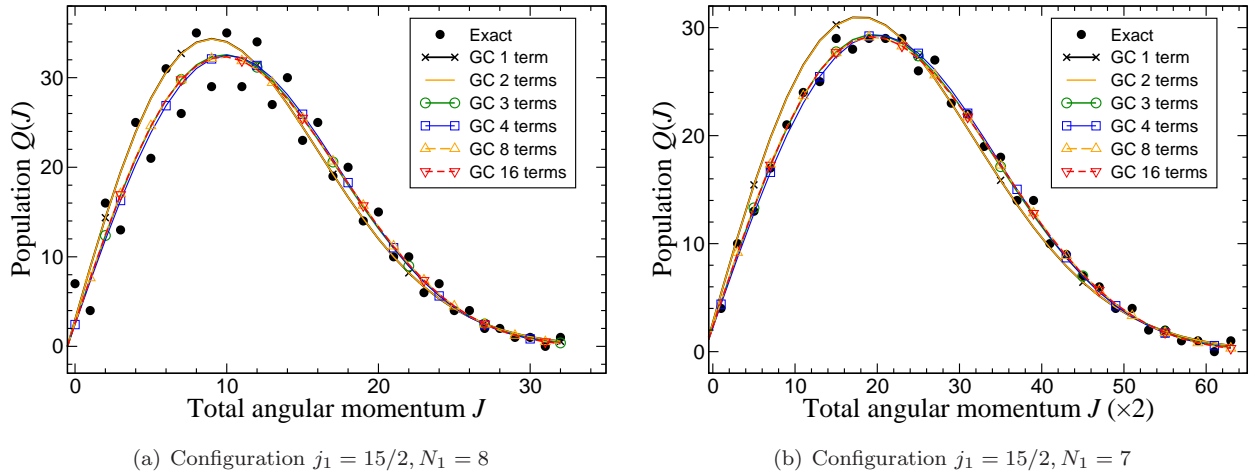 Population Q(J)
30
20
10
0
Exact
GC 1 term
GC 2 terms
GC 3 terms
GC 4 terms
GC 8 terms
GC 16 terms
0 10 20 30
Total angular momentum J
(a) Configuration j₁ = 15/2, N₁ = 8
Population Q(J)
30
20
10
0
Exact
GC 1 term
GC 2 terms
GC 3 terms
GC 4 terms
GC 8 terms
GC 16 terms
0 10 20 30 40 50 60
Total angular momentum J (×2)
(b) Configuration j₁ = 15/2, N₁ = 7